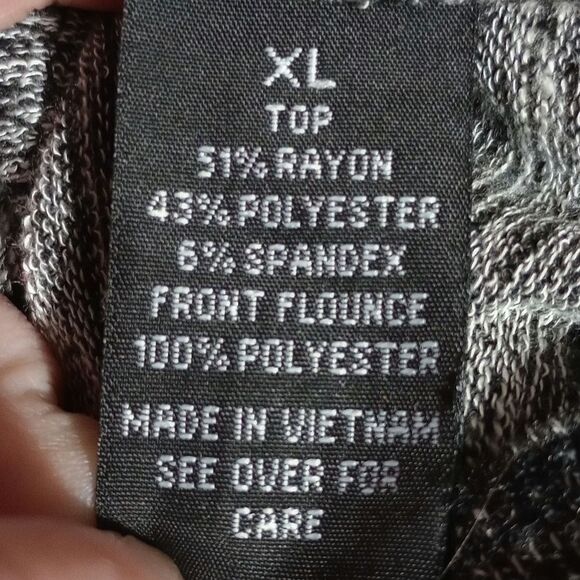 XL
TOP
51% RAYON
43% POLYESTER
6% SPANDEX
FRONT FLOUNCE
100% POLYESTER
MADE IN VIETNAM
SEE OVER FOR
CARE